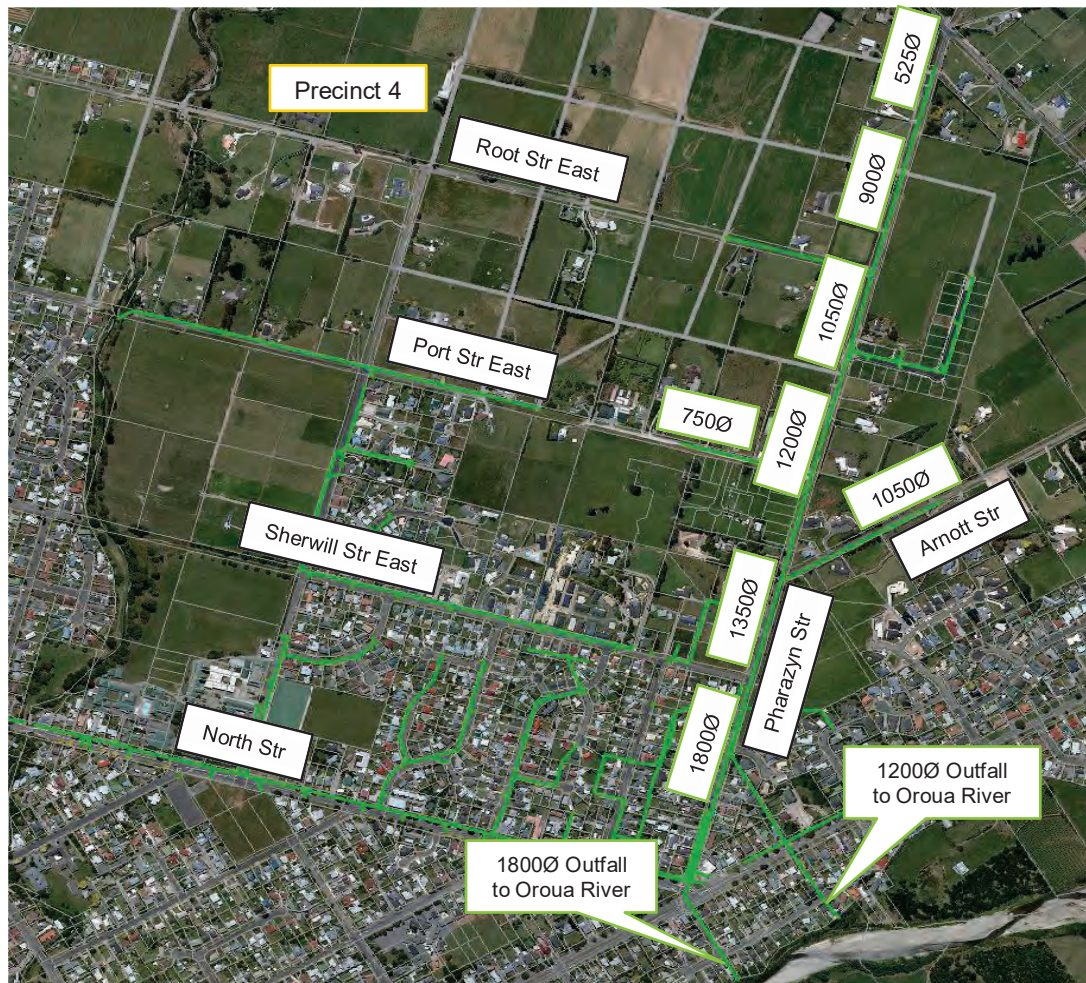 525Ø
Precinct 4
Root Str East
900Ø
1050Ø
Port Str East
750Ø
1200Ø
1050Ø
Arnott Str
Sherwill Str East
1350Ø
Pharazyn Str
1800Ø
North Str
1200Ø Outfall
to Oroua River
1800Ø Outfall
to Oroua River